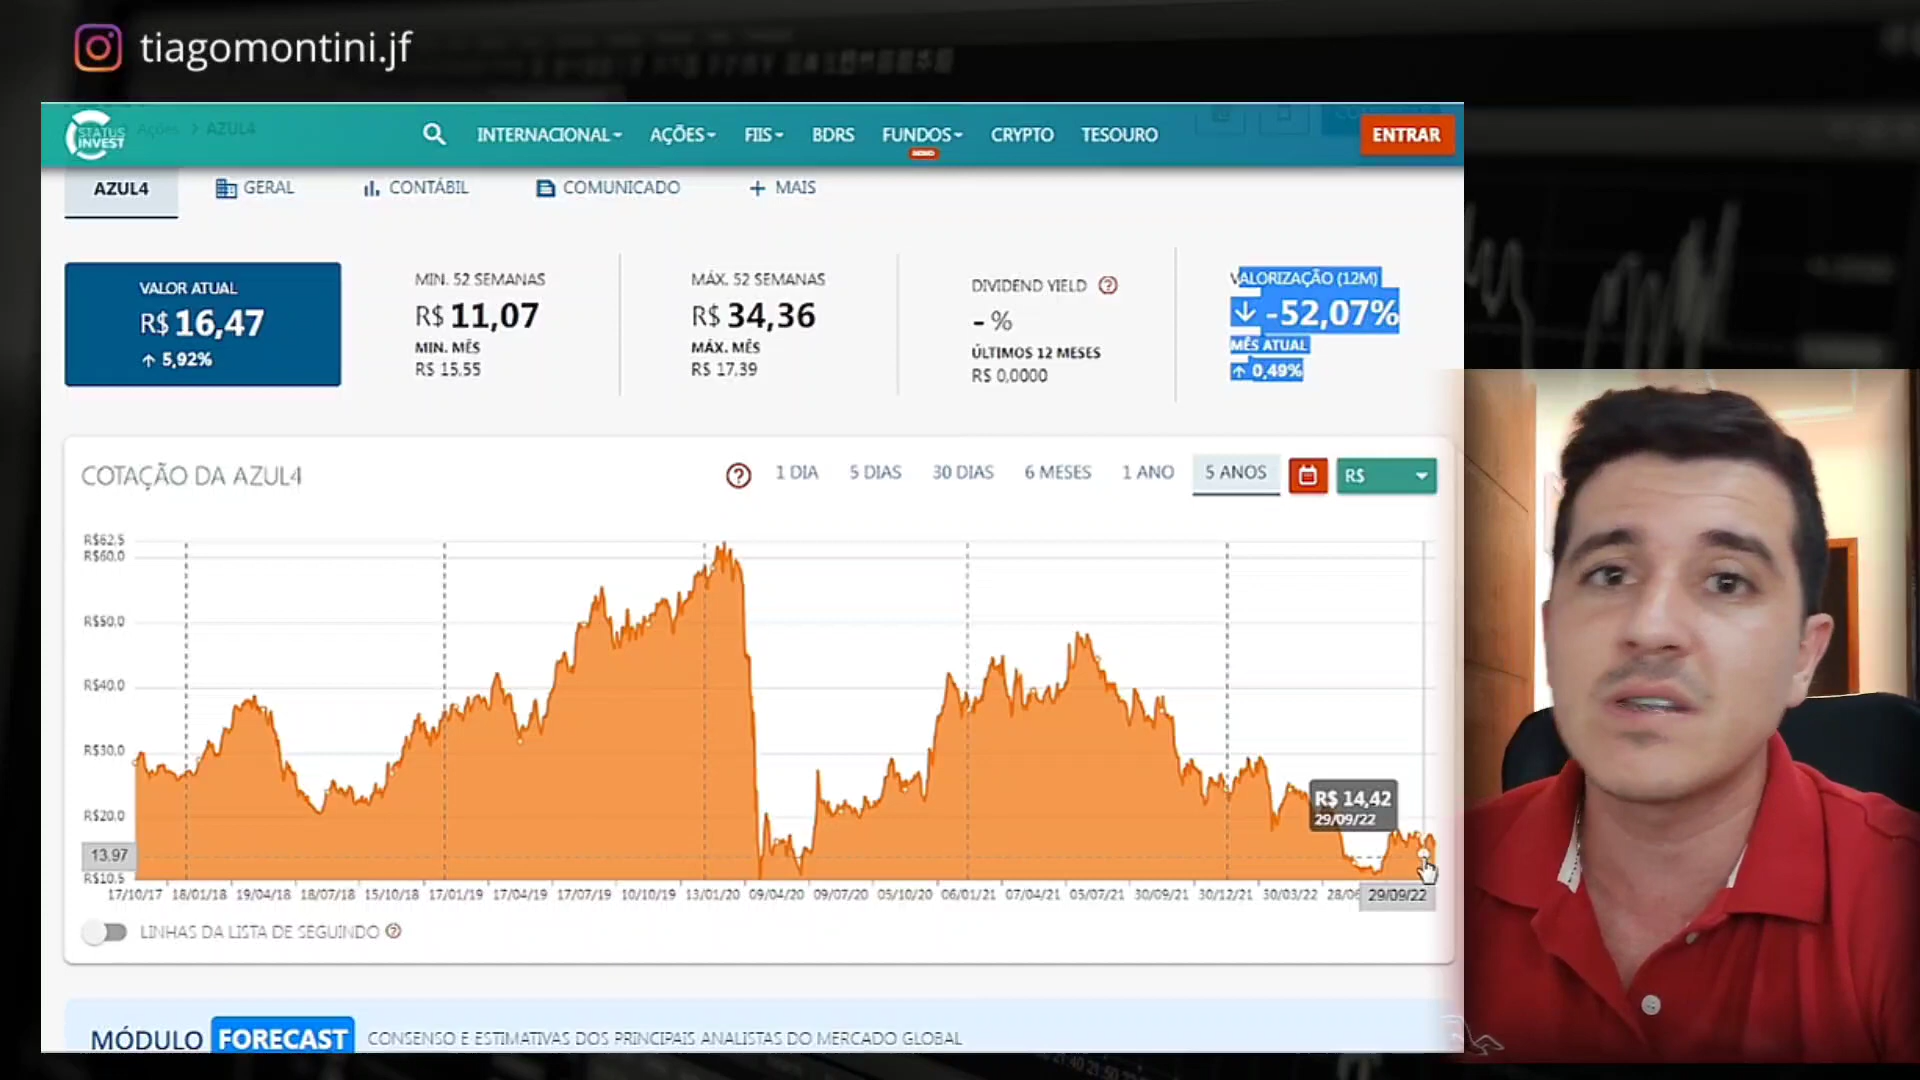 tiagomontini.jf
STATUS INVEST
Ações > AZUL4
INTERNACIONAL
AÇÕES
FIIS
BDRS
FUNDOS
NOVO
CRYPTO
TESOURO
ENTRAR
AZUL4
GERAL
CONTÁBIL
COMUNICADO
+ MAIS
VALOR ATUAL
R$ 16,47
↑ 5,92%
MIN. 52 SEMANAS
R$ 11,07
MIN. MÊS
R$ 15,55
MÁX. 52 SEMANAS
R$ 34,36
MÁX. MÊS
R$ 17,39
DIVIDEND YIELD ?
- %
ÚLTIMOS 12 MESES
R$ 0,0000
VALORIZAÇÃO (12M)
↓ -52,07%
MÊS ATUAL
↑ 0,49%
COTAÇÃO DA AZUL4
?
1 DIA
5 DIAS
30 DIAS
6 MESES
1 ANO
5 ANOS
R$
R$62.5
R$60.0
R$50.0
R$40.0
R$30.0
R$20.0
13.97
R$10.5
R$ 14,42
29/09/22
17/10/17 18/01/18 19/04/18 18/07/18 15/10/18 17/01/19 17/04/19 17/07/19 10/10/19 13/01/20 09/04/20 09/07/20 05/10/20 06/01/21 07/04/21 05/07/21 30/09/21 30/12/21 30/03/22 28/06 29/09/22
LINHAS DA LISTA DE SEGUINDO ?
MÓDULO FORECAST CONSENSO E ESTIMATIVAS DOS PRINCIPAIS ANALISTAS DO MERCADO GLOBAL